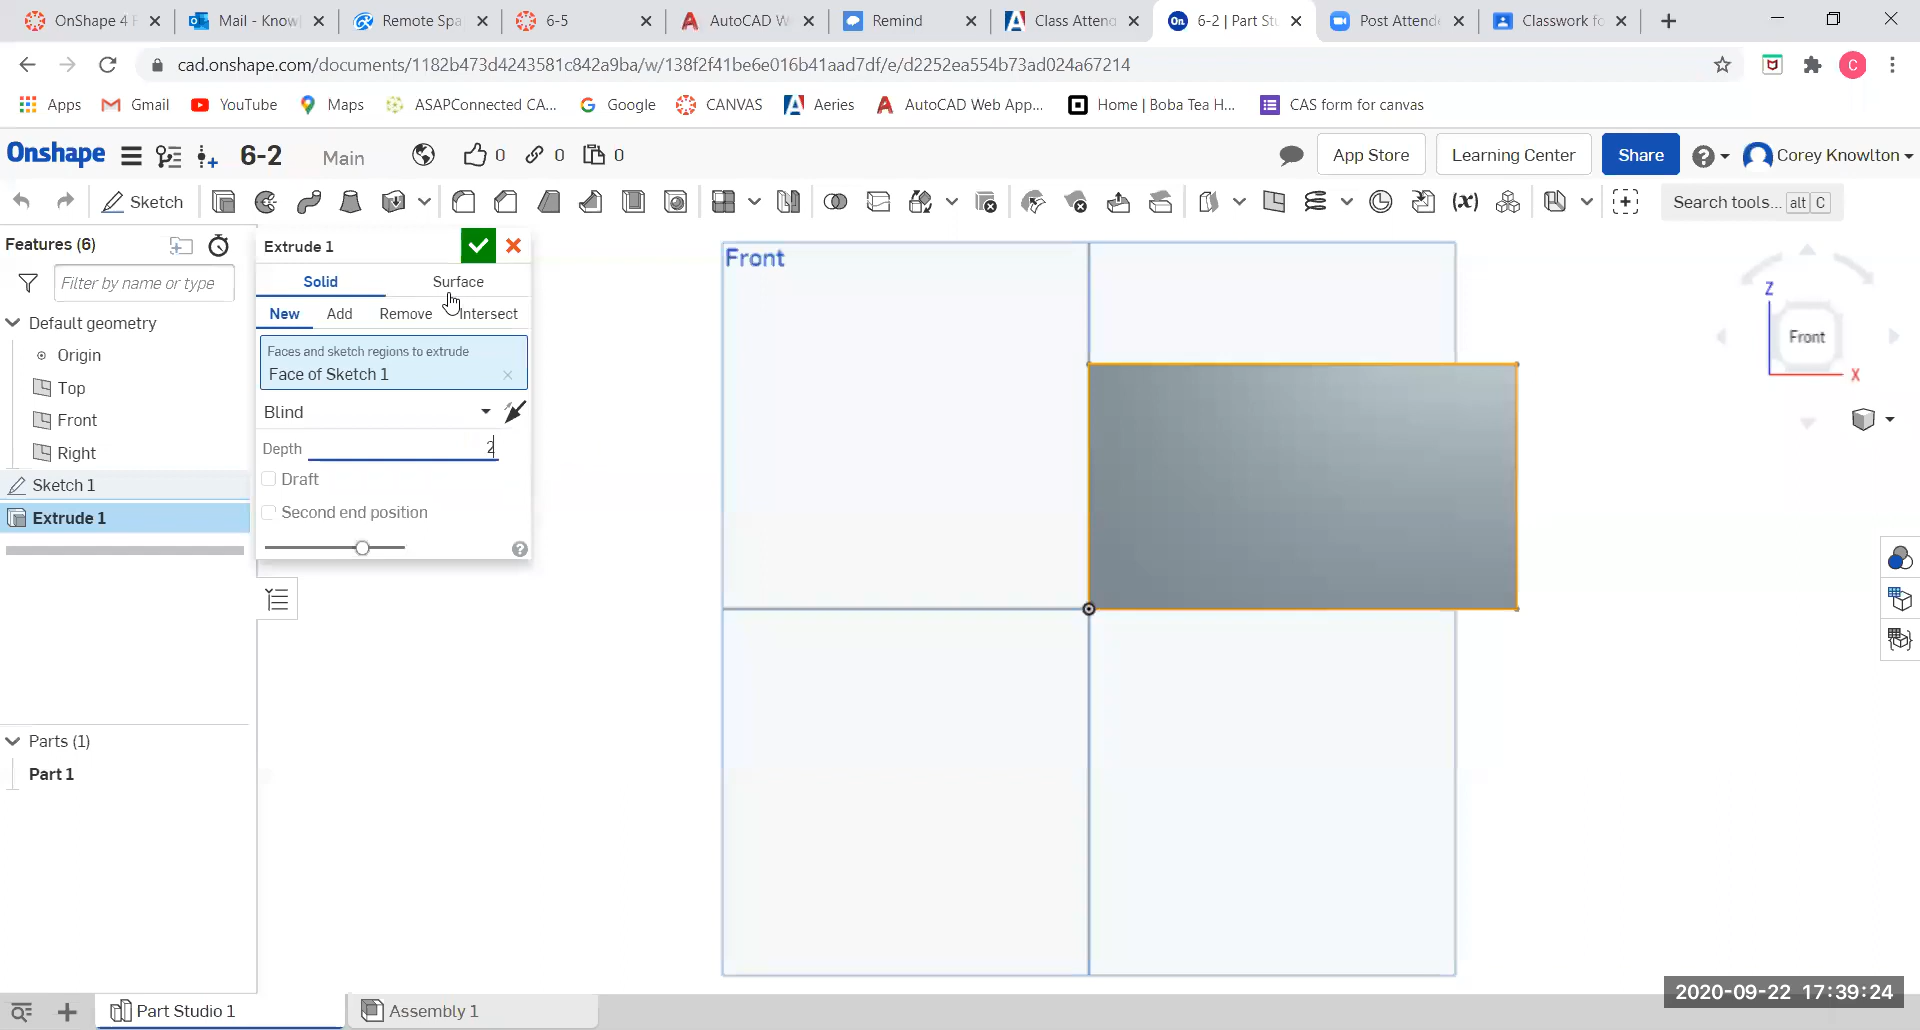 OnShape 4 F
Mail - Know
Remote Spa
6-5
AutoCAD W
Remind
Class Attend
6-2 | Part Stu
Post Attende
Classwork fo
cad.onshape.com/documents/1182b473d4243581c842a9ba/w/138f2f41be6e016b41aad7df/e/d2252ea554b73ad024a67214
C
Apps
Gmail
YouTube
Maps
ASAPConnected CA...
Google
CANVAS
Aeries
AutoCAD Web App...
Home | Boba Tea H...
CAS form for canvas
Onshape
6-2
Main
0
0
0
App Store
Learning Center
Share
Corey Knowlton
Sketch
(x)
Search tools... alt C
Features (6)
Filter by name or type
Default geometry
Origin
Top
Front
Right
Sketch 1
Extrude 1
Parts (1)
Part 1
Extrude 1
Solid
Surface
New
Add
Remove
Intersect
Faces and sketch regions to extrude
Face of Sketch 1
Blind
Depth
2
Draft
Second end position
Front
Z
Front
X
Part Studio 1
Assembly 1
2020-09-22 17:39:24